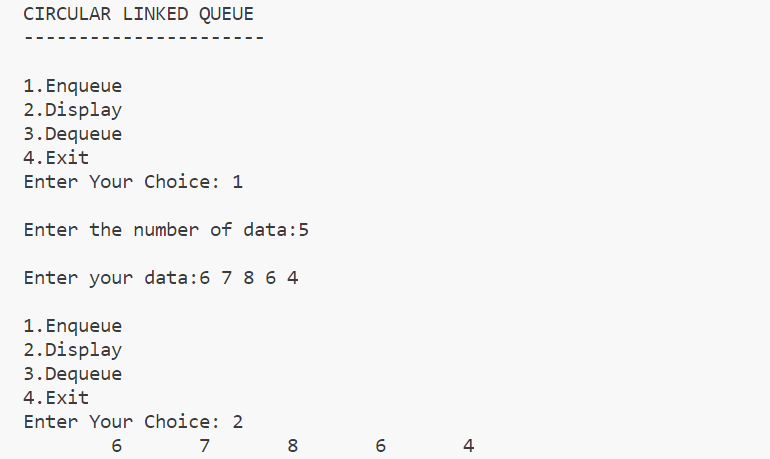 CIRCULAR LINKED QUEUE
----------------------
1.Enqueue
2.Display
3.Dequeue
4.Exit
Enter Your Choice: 1
Enter the number of data:5
Enter your data:6 7 8 6 4
1.Enqueue
2.Display
3.Dequeue
4.Exit
Enter Your Choice: 2
6       7       8       6       4